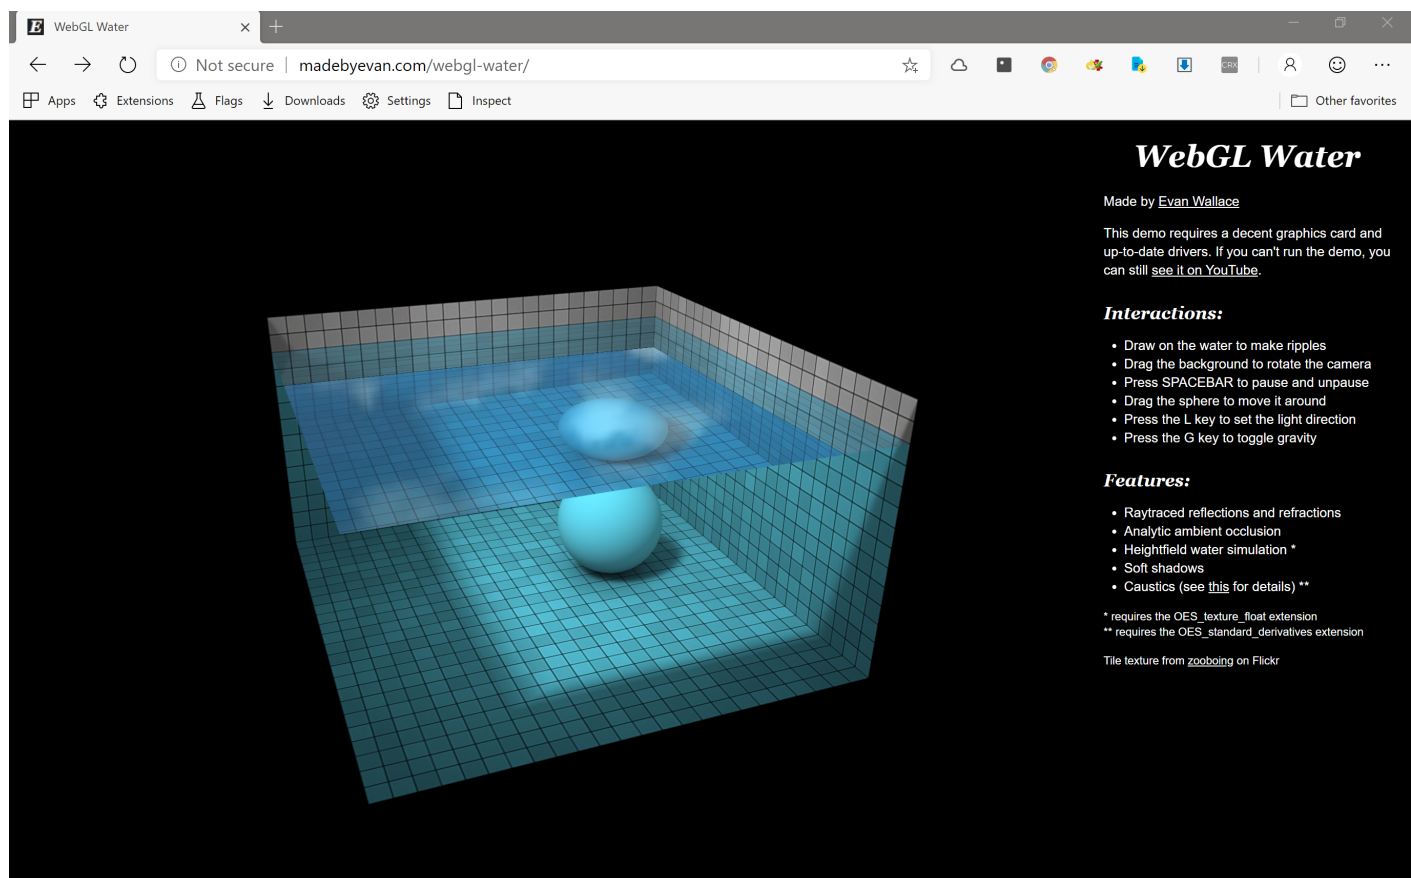 E WebGL Water
Not secure | madebyevan.com/webgl-water/
CRX
Apps Extensions Flags Downloads Settings Inspect Other favorites
WebGL Water
Made by Evan Wallace
This demo requires a decent graphics card and
up-to-date drivers. If you can't run the demo, you
can still see it on YouTube.
Interactions:
• Draw on the water to make ripples
• Drag the background to rotate the camera
• Press SPACEBAR to pause and unpause
• Drag the sphere to move it around
• Press the L key to set the light direction
• Press the G key to toggle gravity
Features:
• Raytraced reflections and refractions
• Analytic ambient occlusion
• Heightfield water simulation *
• Soft shadows
• Caustics (see this for details) **
* requires the OES_texture_float extension
** requires the OES_standard_derivatives extension
Tile texture from zooboing on Flickr